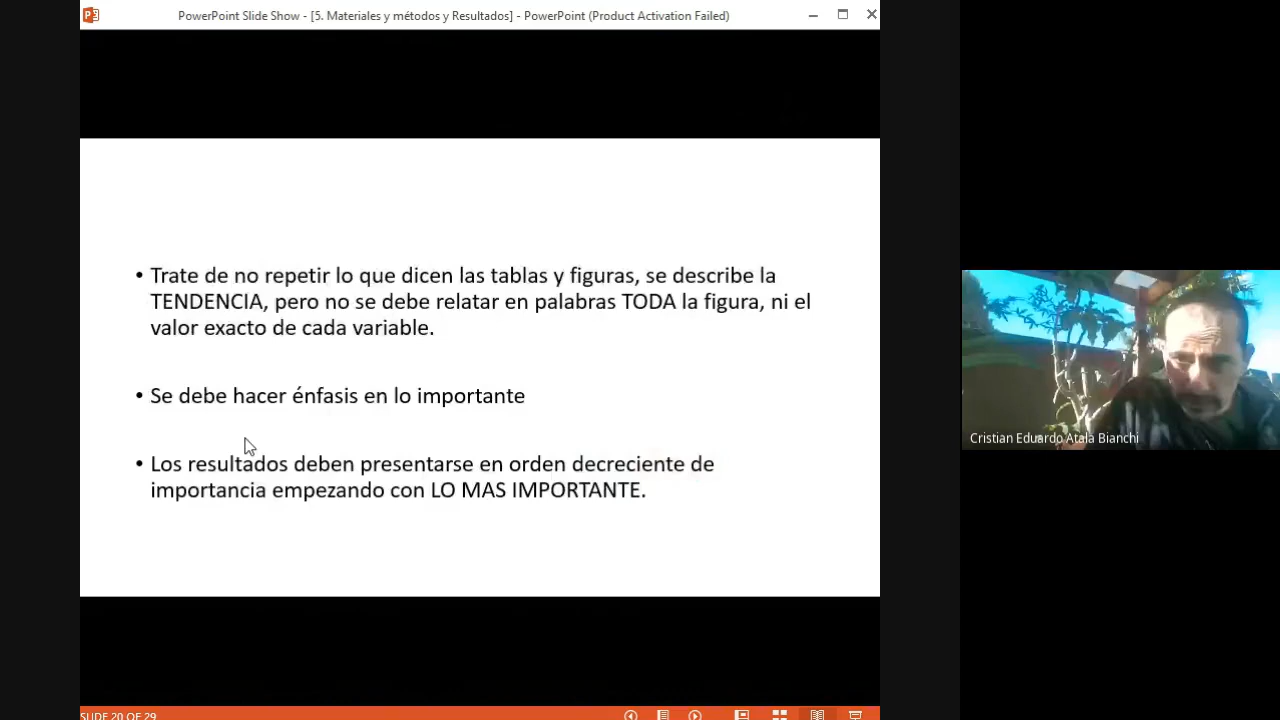 PowerPoint Slide Show - [5. Materiales y métodos y Resultados] - PowerPoint (Product Activation Failed)
• Trate de no repetir lo que dicen las tablas y figuras, se describe la
TENDENCIA, pero no se debe relatar en palabras TODA la figura, ni el
valor exacto de cada variable.
• Se debe hacer énfasis en lo importante
• Los resultados deben presentarse en orden decreciente de
importancia empezando con LO MAS IMPORTANTE.
Cristian Eduardo Atala Bianchi
SLIDE 20 OF 29